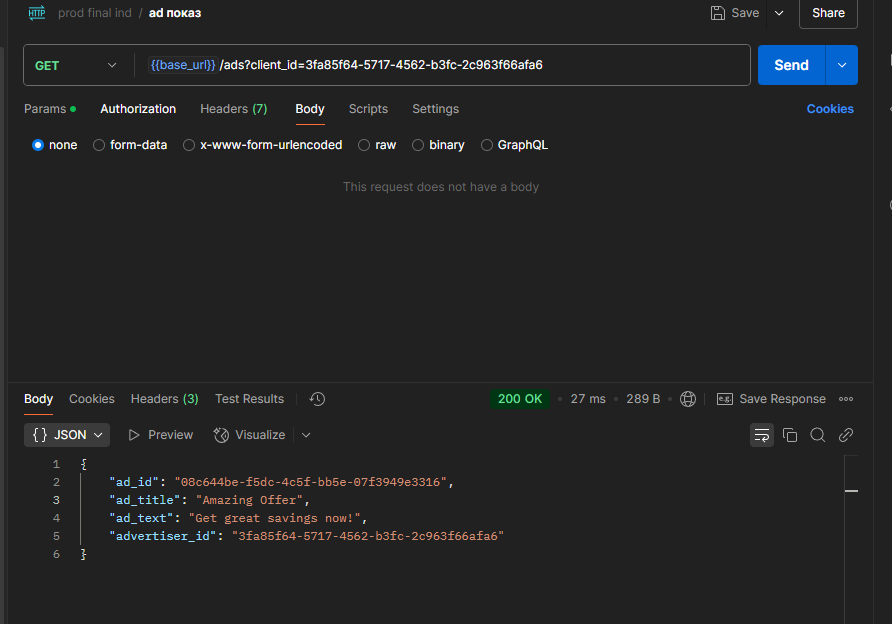 HTTP prod final ind / ad показ Save Share
GET {{base_url}} /ads?client_id=3fa85f64-5717-4562-b3fc-2c963f66afa6 Send
Params Authorization Headers (7) Body Scripts Settings Cookies
none form-data x-www-form-urlencoded raw binary GraphQL
This request does not have a body
Body Cookies Headers (3) Test Results 200 OK 27 ms 289 B e.g. Save Response
{} JSON Preview Visualize
1 {
2 "ad_id": "08c644be-f5dc-4c5f-bb5e-07f3949e3316",
3 "ad_title": "Amazing Offer",
4 "ad_text": "Get great savings now!",
5 "advertiser_id": "3fa85f64-5717-4562-b3fc-2c963f66afa6"
6 }